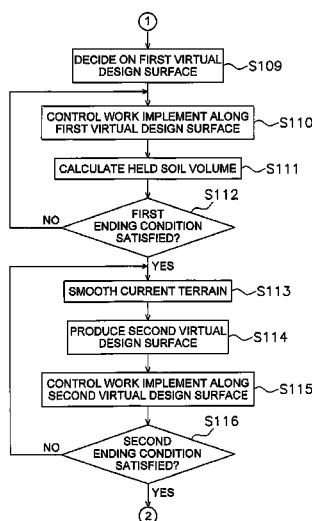 1
DECIDE ON FIRST VIRTUAL
DESIGN SURFACE
S109
CONTROL WORK IMPLEMENT ALONG
FIRST VIRTUAL DESIGN SURFACE
S110
CALCULATE HELD SOIL VOLUME
S111
S112
FIRST
ENDING CONDITION
SATISFIED?
NO
YES
SMOOTH CURRENT TERRAIN
S113
PRODUCE SECOND VIRTUAL
DESIGN SURFACE
S114
CONTROL WORK IMPLEMENT ALONG
SECOND VIRTUAL DESIGN SURFACE
S115
S116
SECOND
ENDING CONDITION
SATISFIED?
NO
YES
2